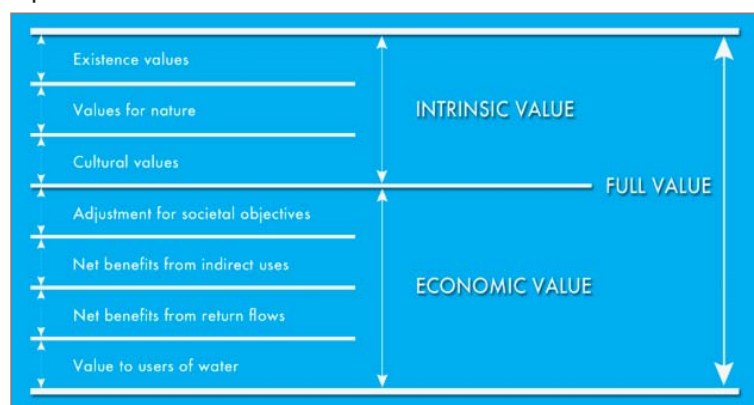 Existence values
Values for nature
INTRINSIC VALUE
Cultural values
FULL VALUE
Adjustment for societal objectives
Net benefits from indirect uses
ECONOMIC VALUE
Net benefits from return flows
Value to users of water